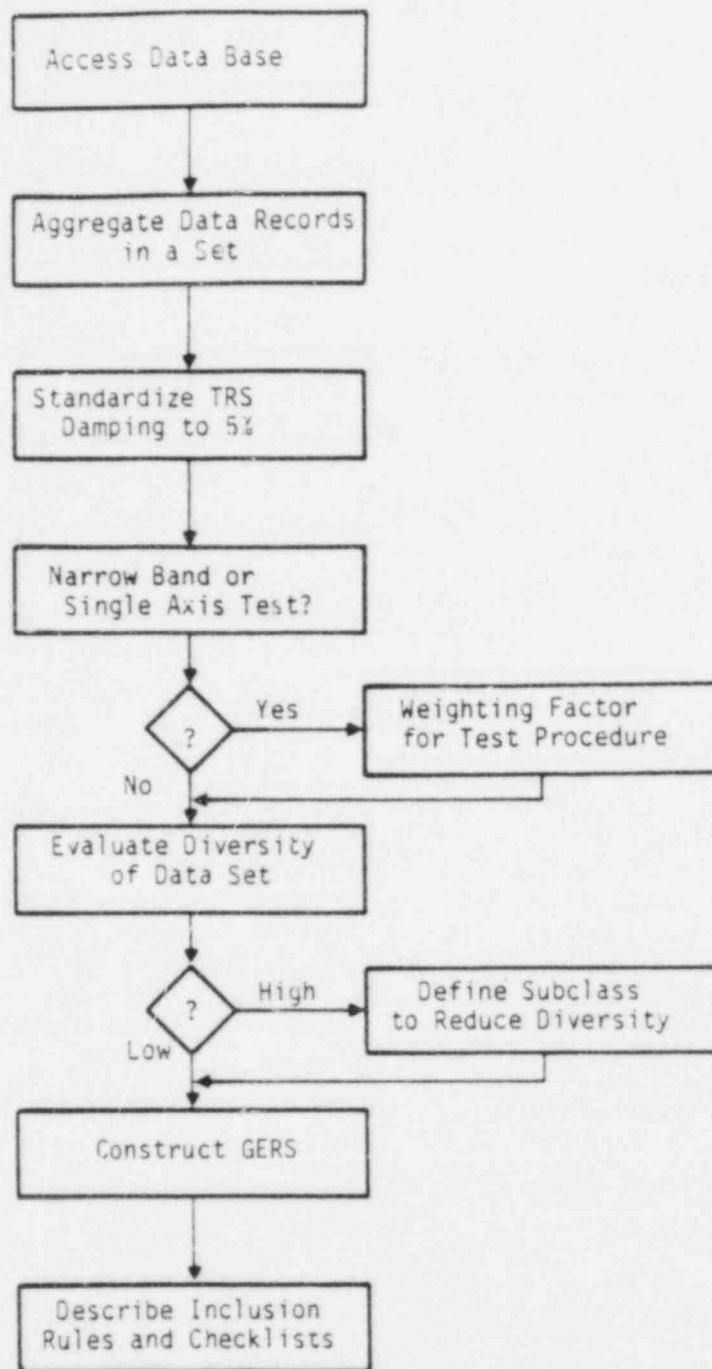 Access Data Base
Aggregate Data Records
in a Set
Standardize TRS
Damping to 5%
Narrow Band or
Single Axis Test?
?
Yes
Weighting Factor
for Test Procedure
No
Evaluate Diversity
of Data Set
?
High
Define Subclass
to Reduce Diversity
Low
Construct GERS
Describe Inclusion
Rules and Checklists